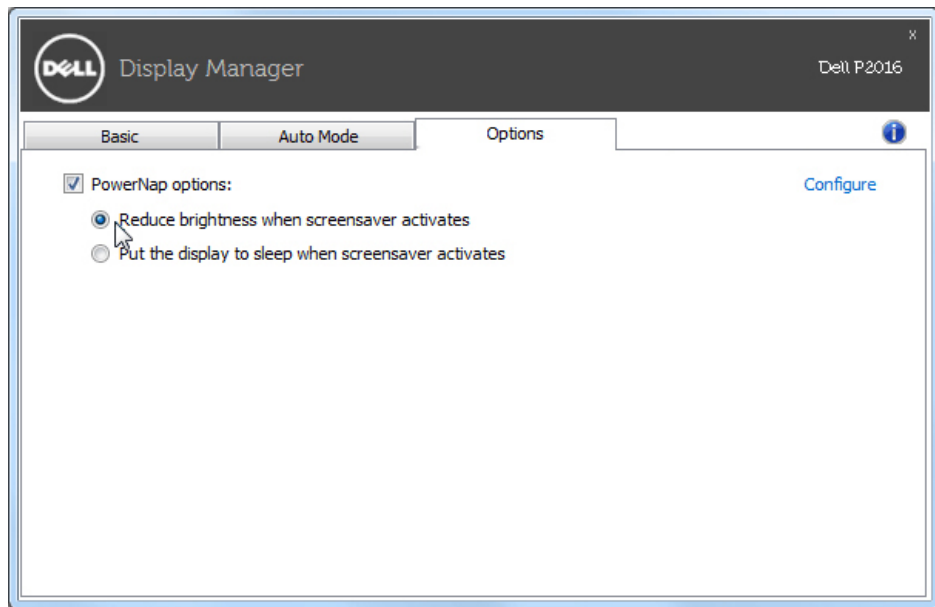 x
DELL Display Manager
Dell P2016
Basic Auto Mode Options
PowerNap options: Configure
Reduce brightness when screensaver activates
Put the display to sleep when screensaver activates